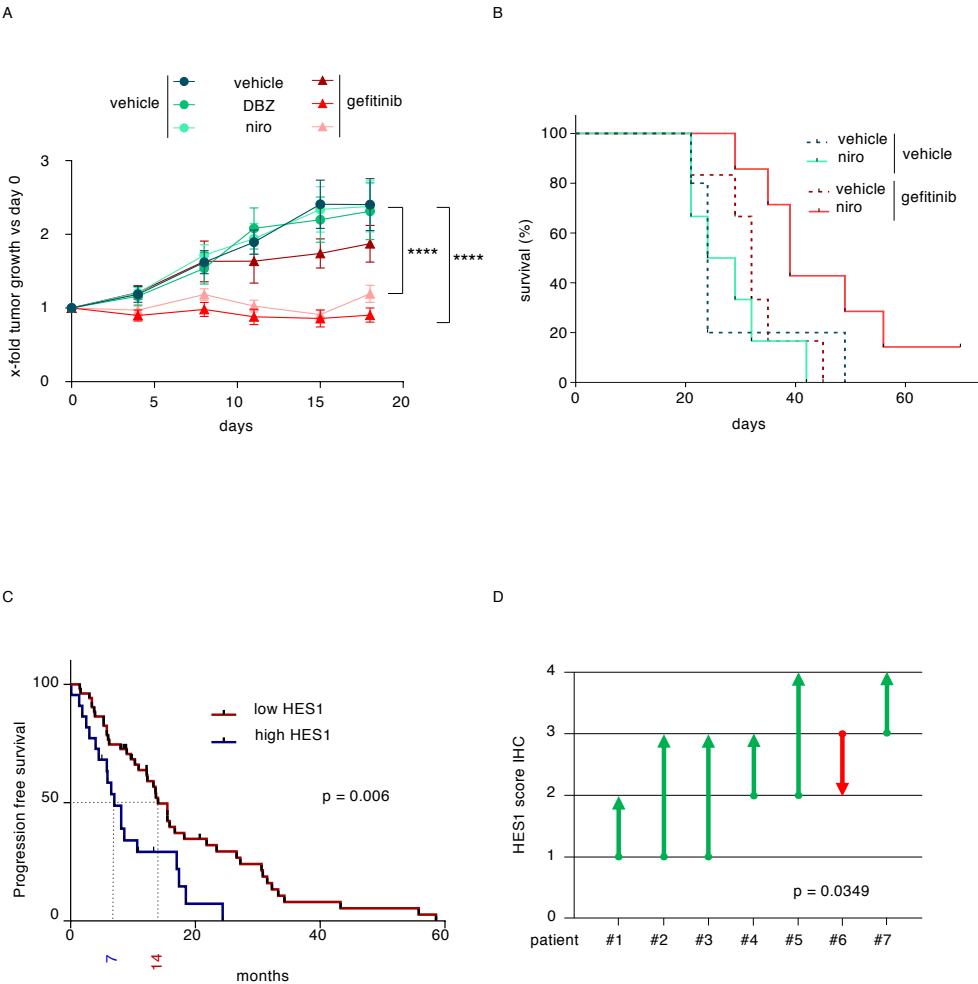 A
vehicle
vehicle
DBZ
niro
gefitinib
x-fold tumor growth vs day 0
3
2
1
0
****
****
0
5
10
15
20
days
B
vehicle
niro
vehicle
vehicle
niro
gefitinib
survival (%)
100
80
60
40
20
0
0
20
40
60
days
C
Progression free survival
100
50
0
low HES1
high HES1
p = 0.006
0
20
40
60
7
14
months
D
HES1 score IHC
4
3
2
1
0
p = 0.0349
patient #1 #2 #3 #4 #5 #6 #7